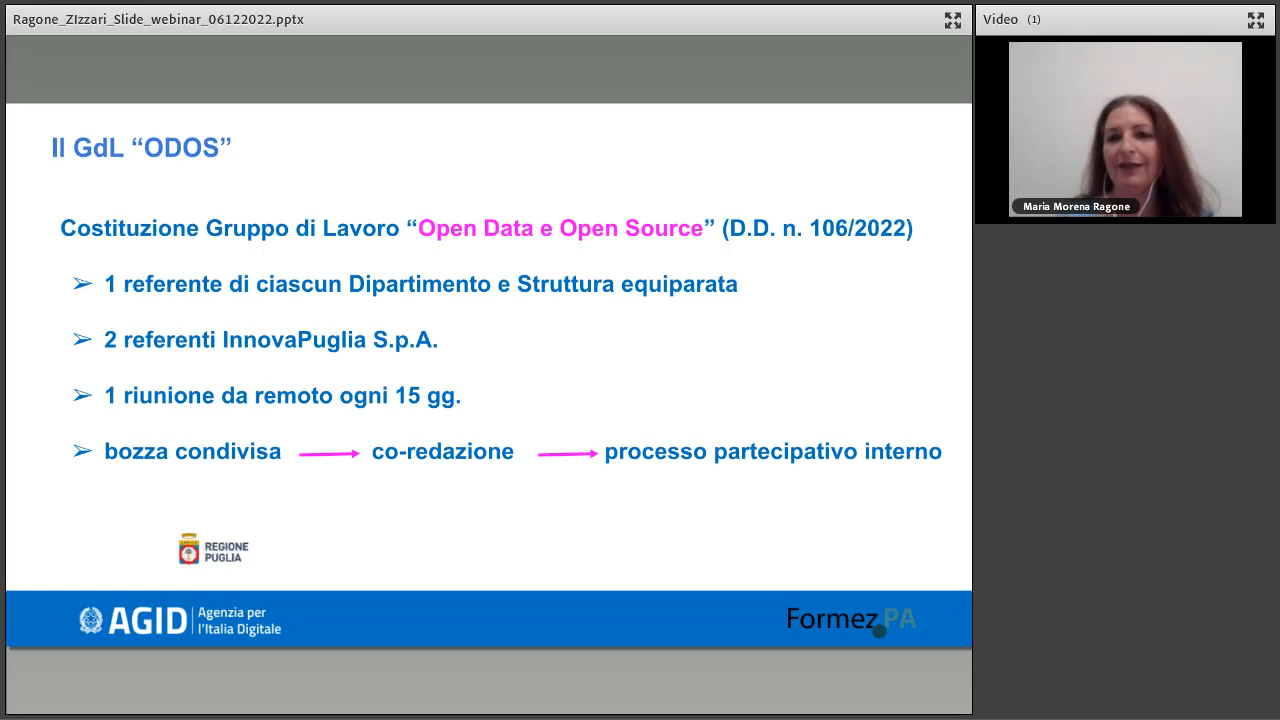 Ragone_ZIzzari_Slide_webinar_06122022.pptx
Video (1)
Maria Morena Ragone
Il GdL “ODOS”
Costituzione Gruppo di Lavoro “Open Data e Open Source” (D.D. n. 106/2022)
➢ 1 referente di ciascun Dipartimento e Struttura equiparata
➢ 2 referenti InnovaPuglia S.p.A.
➢ 1 riunione da remoto ogni 15 gg.
➢ bozza condivisa co-redazione processo partecipativo interno
REGIONE
PUGLIA
AGID Agenzia per
l'Italia Digitale
Formez PA